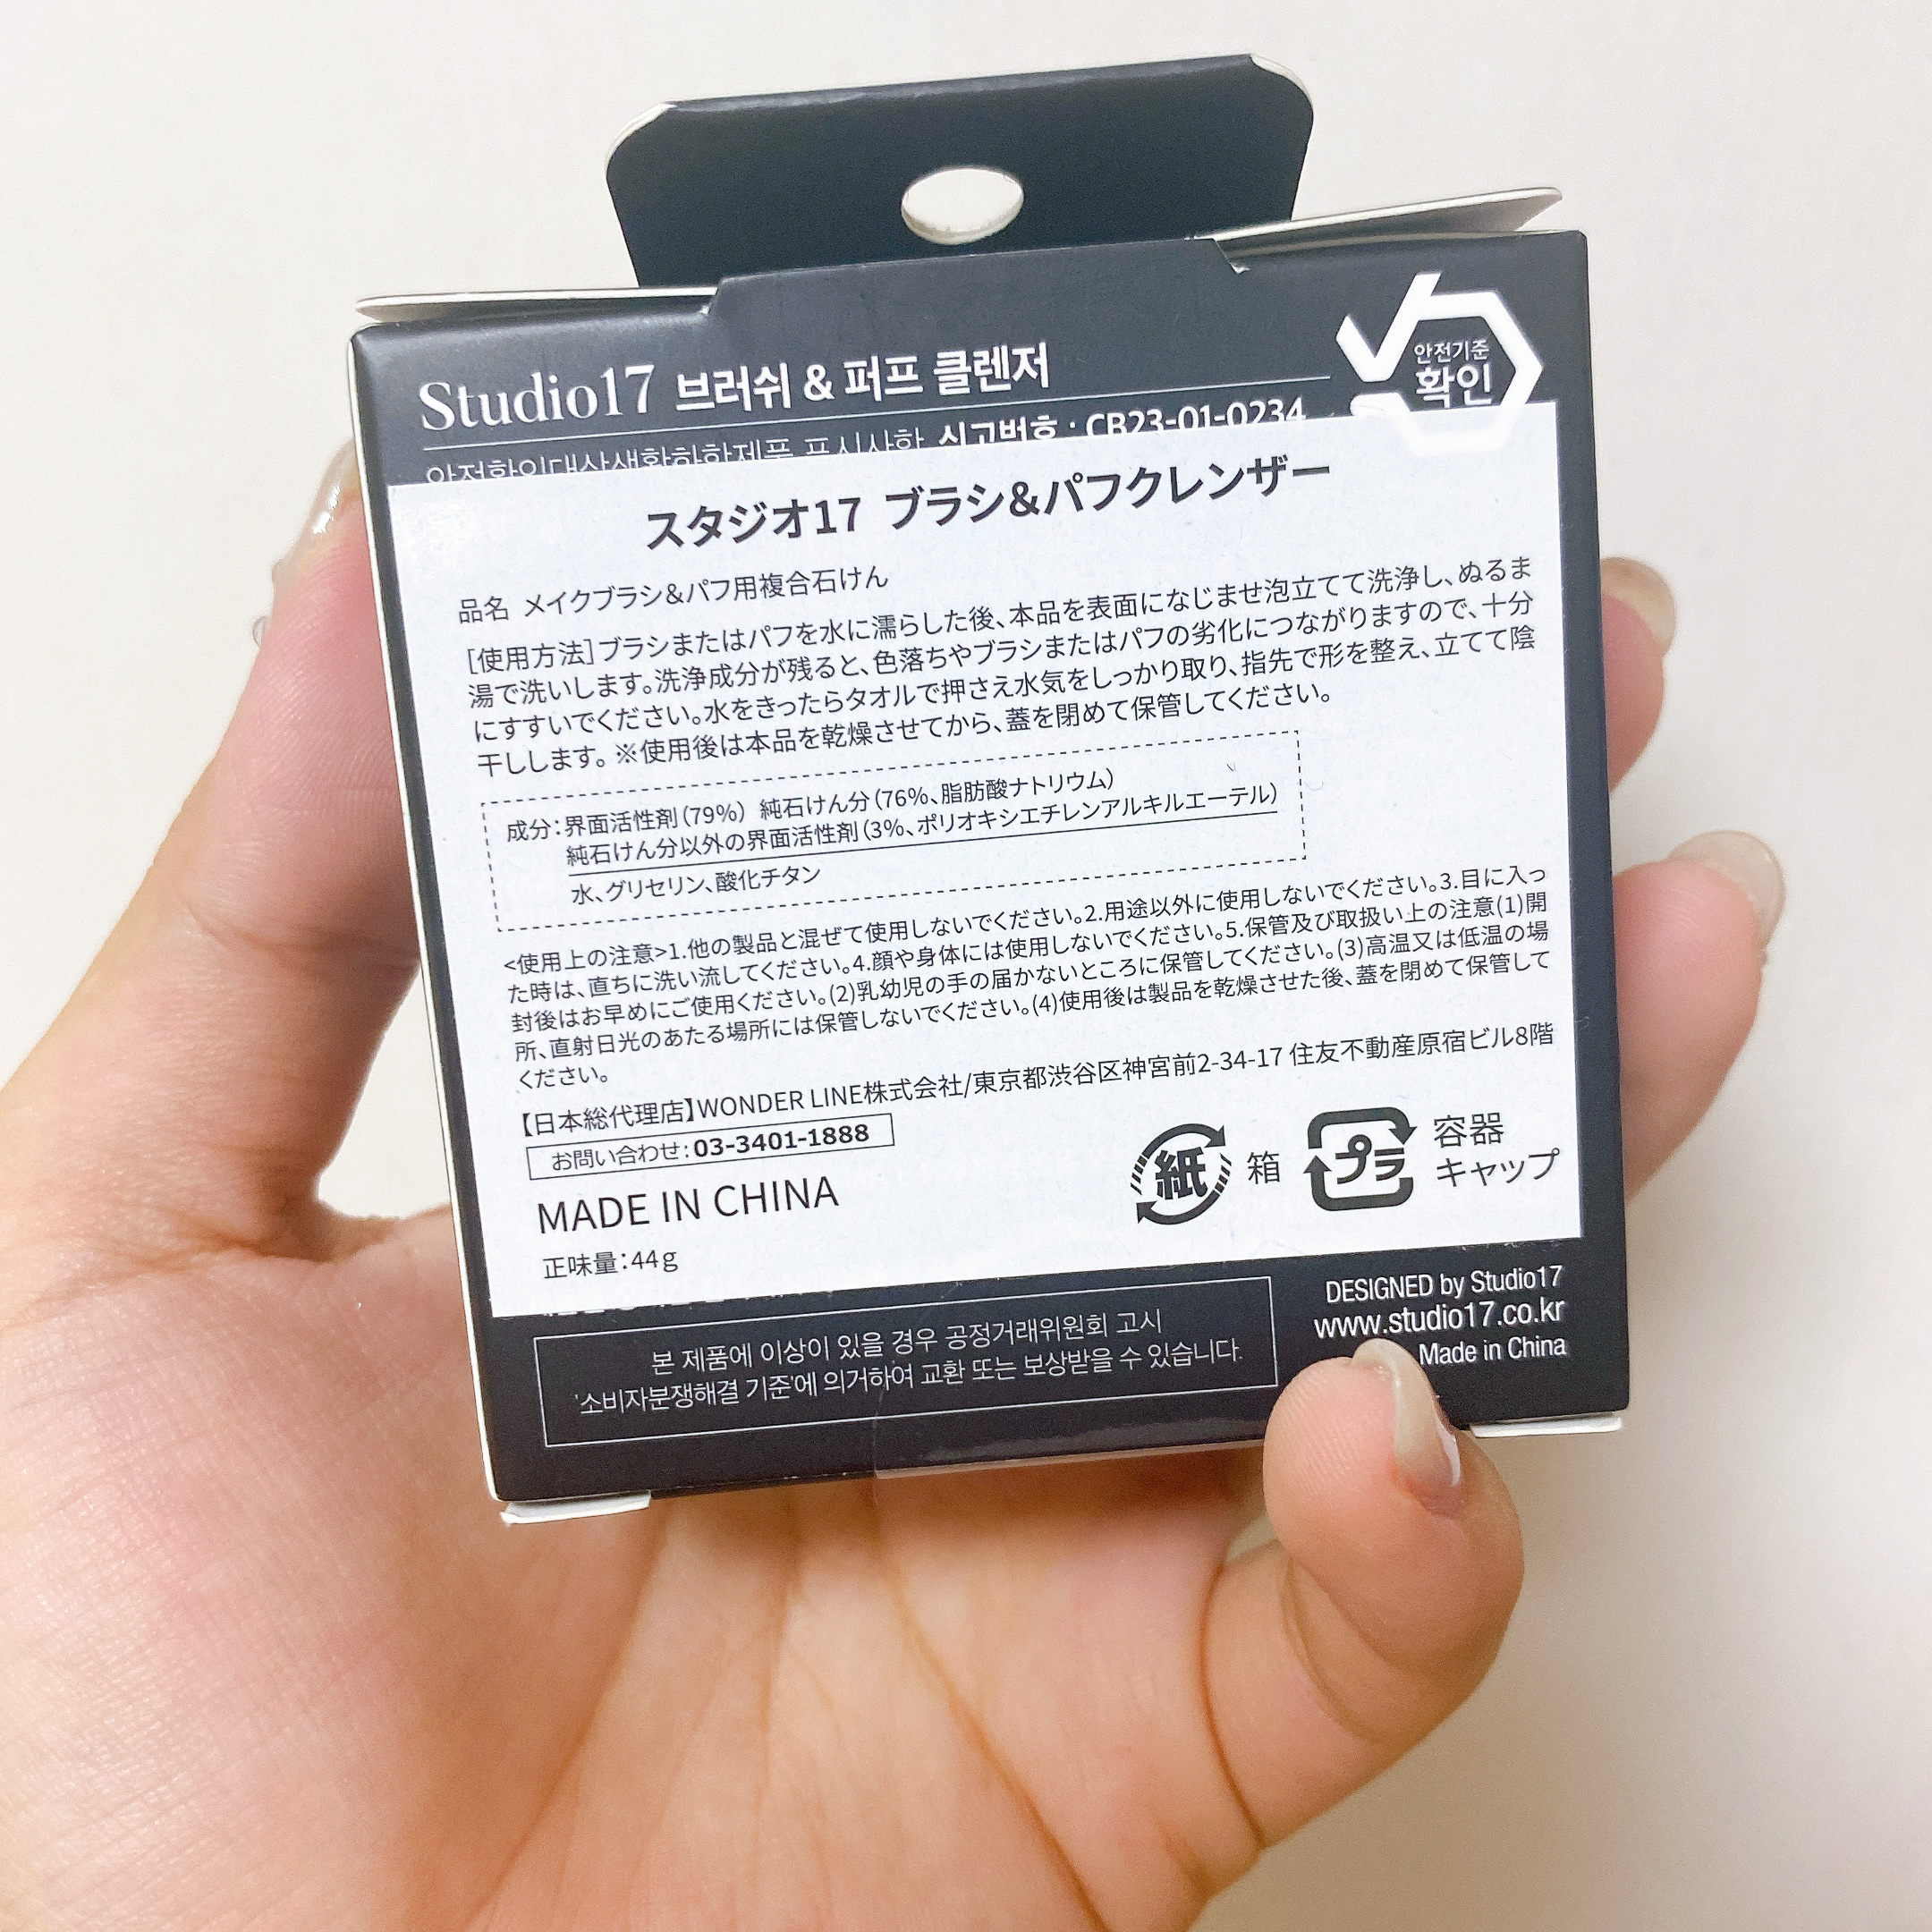 Studio17 브러쉬 & 퍼프 클렌저
안전기준
확인
안전확인대상생활화학제품 표시사항 신고번호 : CB23-01-0234
スタジオ17 ブラシ&パフクレンザー
品名 メイクブラシ&パフ用複合石けん
[使用方法]ブラシまたはパフを水に濡らした後、本品を表面になじませ泡立てて洗浄し、ぬるま
湯で洗いします。洗浄成分が残ると、色落ちやブラシまたはパフの劣化につながりますので、十分
にすすいでください。水をきったらタオルで押さえ水気をしっかり取り、指先で形を整え、立てて陰
干しします。※使用後は本品を乾燥させてから、蓋を閉めて保管してください。
成分:界面活性剤(79%) 純石けん分(76%、脂肪酸ナトリウム)
純石けん分以外の界面活性剤(3%、ポリオキシエチレンアルキルエーテル)
水、グリセリン、酸化チタン
<使用上の注意>1.他の製品と混ぜて使用しないでください。2.用途以外に使用しないでください。3.目に入っ
た時は、直ちに洗い流してください。4.顔や身体には使用しないでください。5.保管及び取扱い上の注意(1)開
封後はお早めにご使用ください。(2)乳幼児の手の届かないところに保管してください。(3)高温又は低温の場
所、直射日光のあたる場所には保管しないでください。(4)使用後は製品を乾燥させた後、蓋を閉めて保管して
ください。
【日本総代理店】WONDER LINE株式会社/東京都渋谷区神宮前2-34-17 住友不動産原宿ビル8階
お問い合わせ:03-3401-1888
MADE IN CHINA
正味量:44g
紙 箱 プラ 容器
キャップ
본 제품에 이상이 있을 경우 공정거래위원회 고시
'소비자분쟁해결 기준'에 의거하여 교환 또는 보상받을 수 있습니다.
DESIGNED by Studio17
www.studio17.co.kr
Made in China